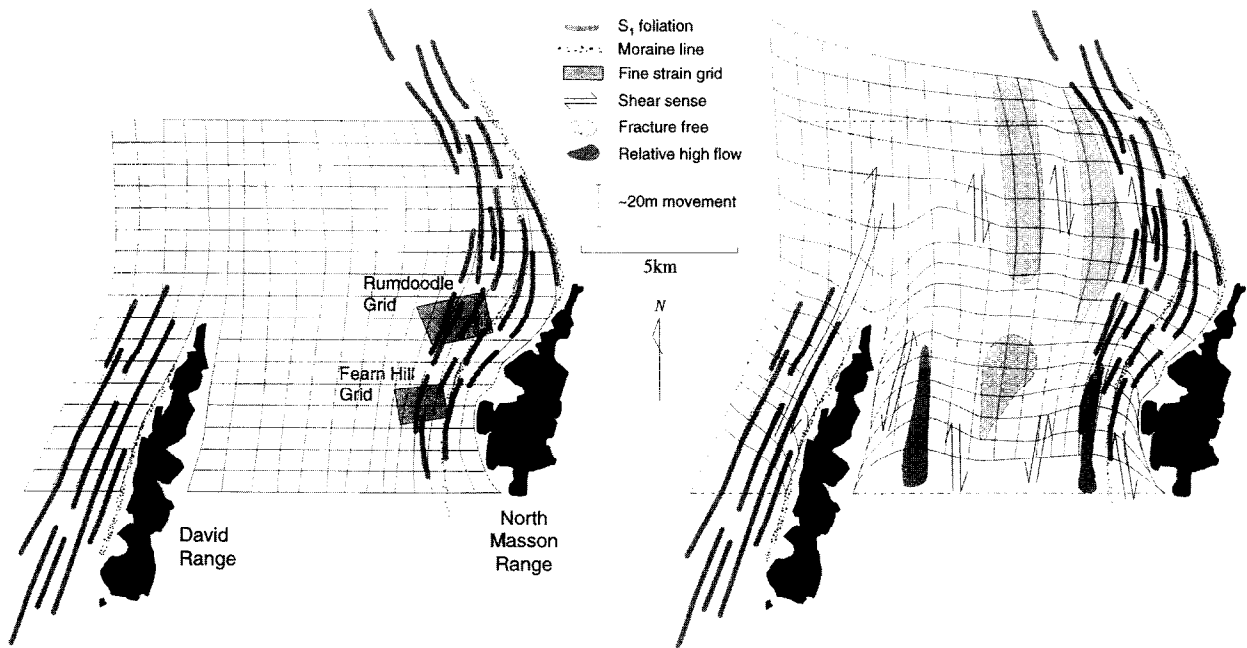 S₁ foliation
Moraine line
Fine strain grid
Shear sense
Fracture free
Relative high flow
~20m movement
5km
N
Rumdoodle
Grid
Fearn Hill
Grid
David
Range
North
Masson
Range